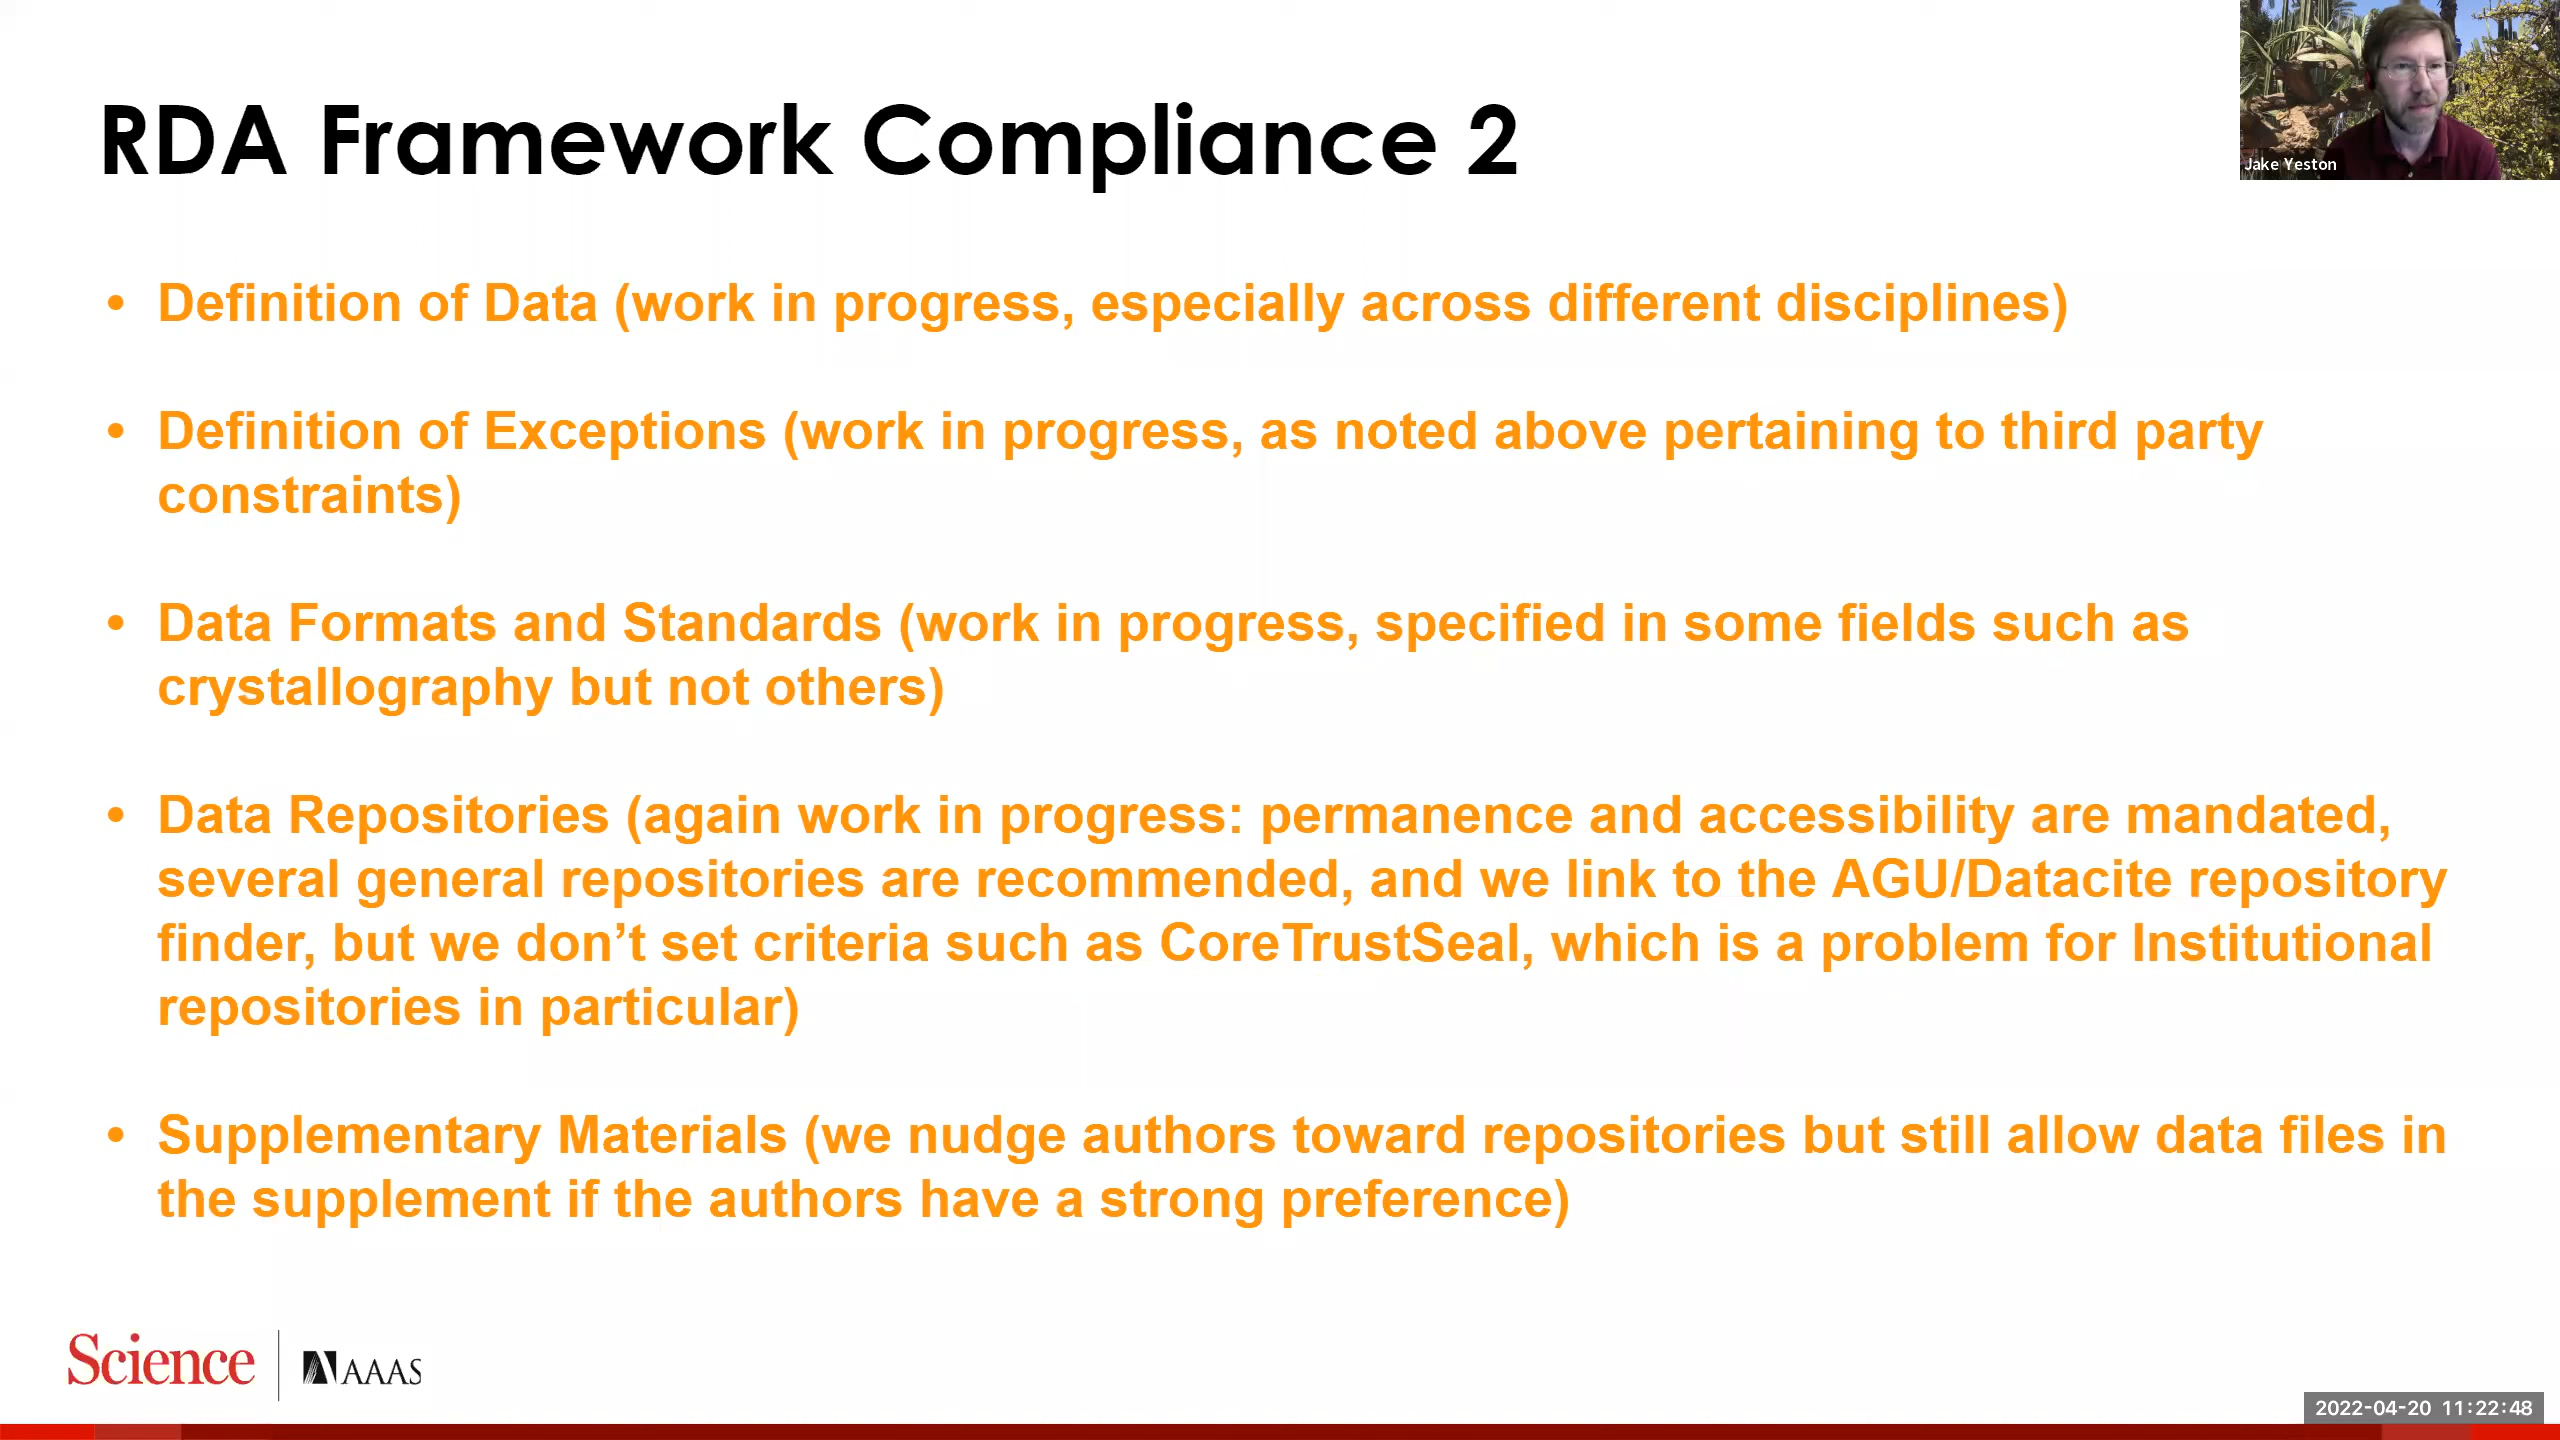 RDA Framework Compliance 2
Jake Yeston
• Definition of Data (work in progress, especially across different disciplines)
• Definition of Exceptions (work in progress, as noted above pertaining to third party
constraints)
• Data Formats and Standards (work in progress, specified in some fields such as
crystallography but not others)
• Data Repositories (again work in progress: permanence and accessibility are mandated,
several general repositories are recommended, and we link to the AGU/Datacite repository
finder, but we don’t set criteria such as CoreTrustSeal, which is a problem for Institutional
repositories in particular)
• Supplementary Materials (we nudge authors toward repositories but still allow data files in
the supplement if the authors have a strong preference)
Science
AAAS
2022-04-20 11:22:48